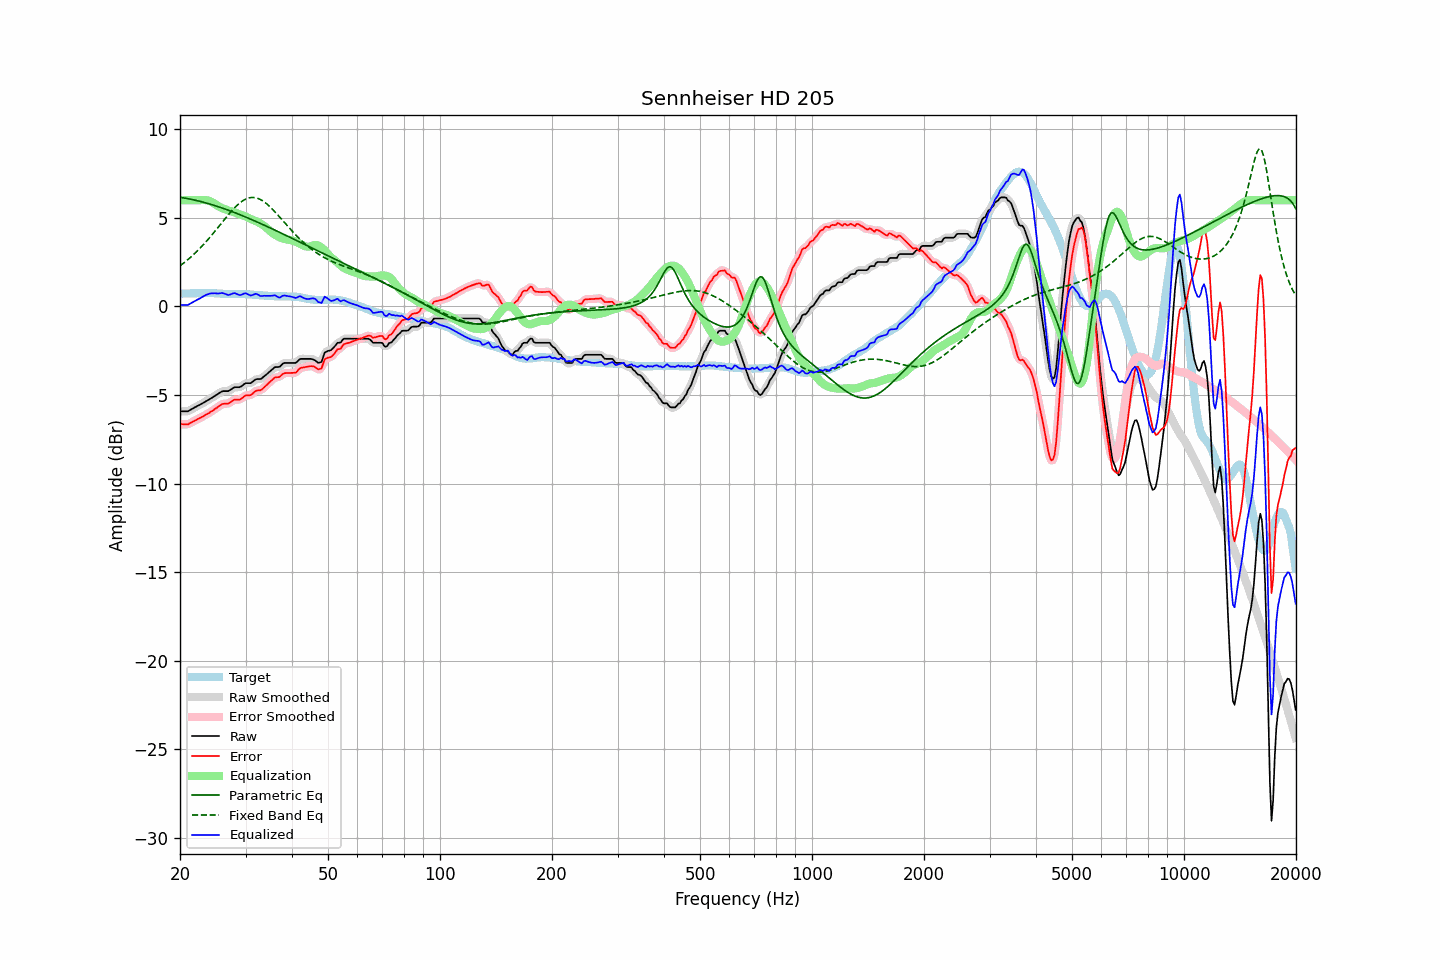 Sennheiser HD 205
Amplitude (dBr)
10
5
0
−5
−10
−15
−20
−25
−30
Target
Raw Smoothed
Error Smoothed
Raw
Error
Equalization
Parametric Eq
Fixed Band Eq
Equalized
20 50 100 200 500 1000 2000 5000 10000 20000
Frequency (Hz)